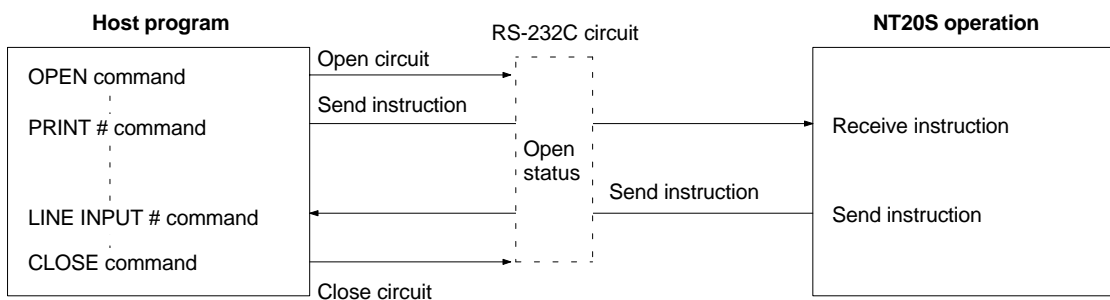 Host program
NT20S operation
RS-232C circuit
OPEN command
Open circuit
Send instruction
PRINT # command
Receive instruction
Open
status
Send instruction
LINE INPUT # command
Send instruction
CLOSE command
Close circuit